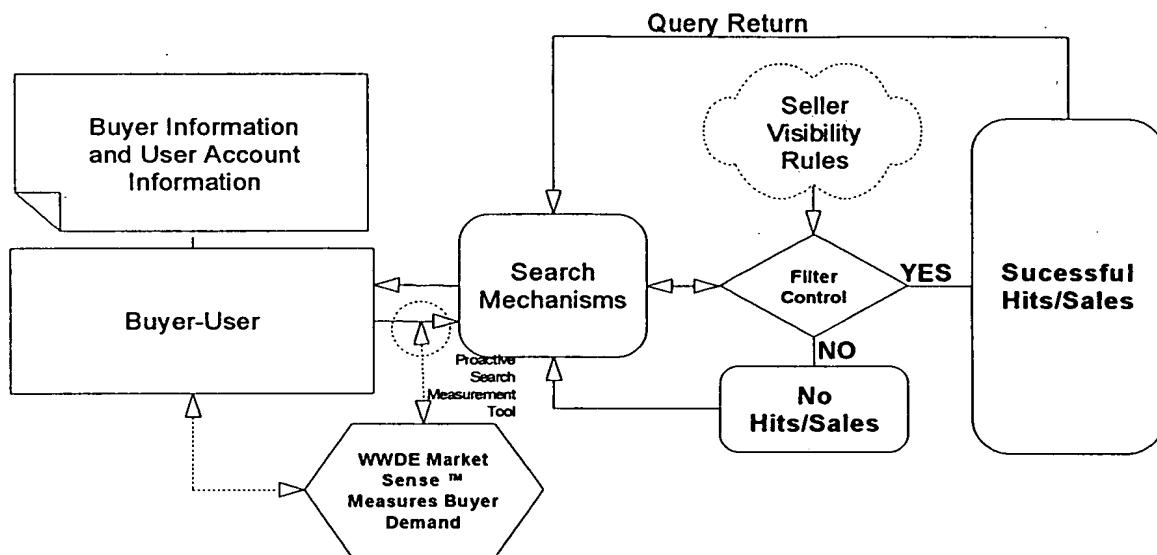 Query Return
Buyer Information
and User Account
Information
Seller
Visibility
Rules
Buyer-User
Search
Mechanisms
Filter
Control
YES
Sucessful
Hits/Sales
NO
No
Hits/Sales
Proactive
Search
Measurement
Tool
WWDE Market
Sense ™
Measures Buyer
Demand